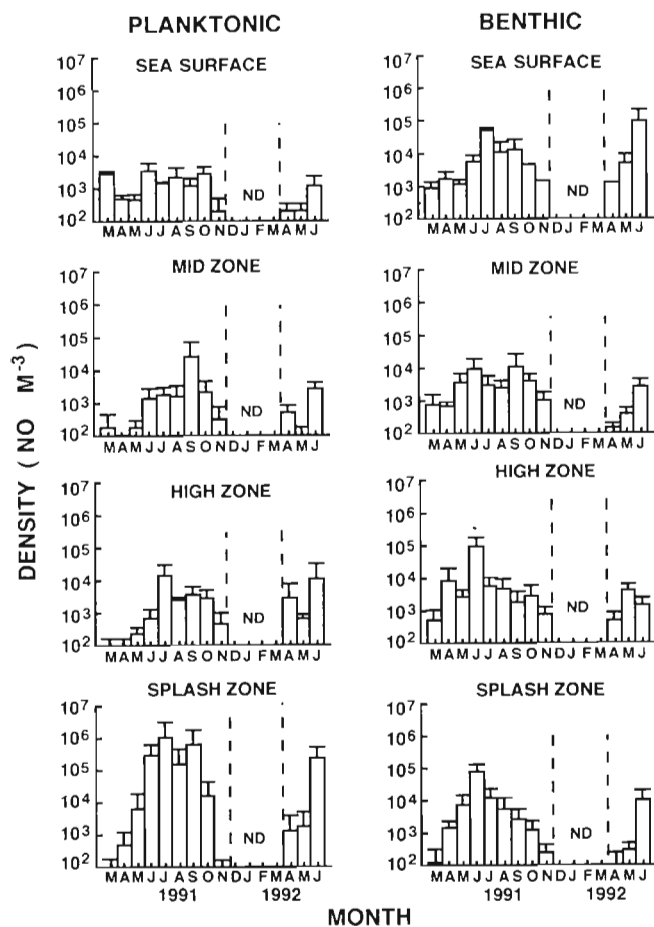 PLANKTONIC
BENTHIC
DENSITY ( NO M⁻³ )
SEA SURFACE
10⁷
10⁶
10⁵
10⁴
10³
10²
ND
M A M J J A S O N D J F M A M J
SEA SURFACE
10⁷
10⁶
10⁵
10⁴
10³
10²
ND
M A M J J A S O N D J F M A M J
MID ZONE
10⁷
10⁶
10⁵
10⁴
10³
10²
ND
M A M J J A S O N D J F M A M J
MID ZONE
10⁷
10⁶
10⁵
10⁴
10³
10²
ND
M A M J J A S O N D J F M A M J
HIGH ZONE
10⁷
10⁶
10⁵
10⁴
10³
10²
ND
M A M J J A S O N D J F M A M J
HIGH ZONE
10⁷
10⁶
10⁵
10⁴
10³
10²
ND
M A M J J A S O N D J F M A M J
SPLASH ZONE
10⁷
10⁶
10⁵
10⁴
10³
10²
ND
M A M J J A S O N D J F M A M J
1991 1992
SPLASH ZONE
10⁷
10⁶
10⁵
10⁴
10³
10²
ND
M A M J J A S O N D J F M A M J
1991 1992
MONTH